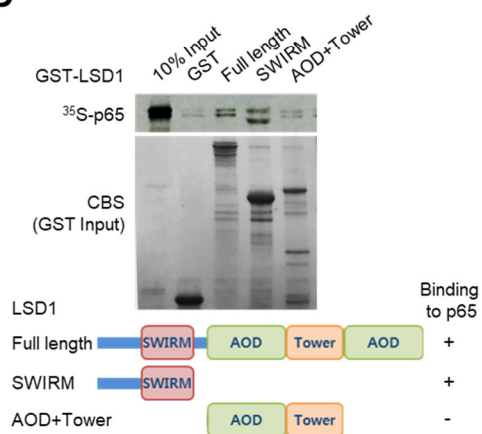 GST-LSD1 10% Input GST Full length SWIRM AOD+Tower
35S-p65
CBS
(GST Input)
LSD1
Binding
to p65
Full length SWIRM AOD Tower AOD +
SWIRM SWIRM +
AOD+Tower AOD Tower -